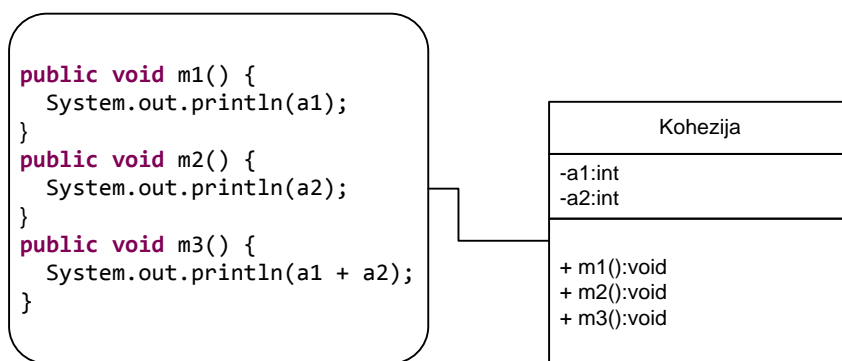 public void m1() {
  System.out.println(a1);
}
public void m2() {
  System.out.println(a2);
}
public void m3() {
  System.out.println(a1 + a2);
}
Kohezija
-a1:int
-a2:int
+ m1():void
+ m2():void
+ m3():void